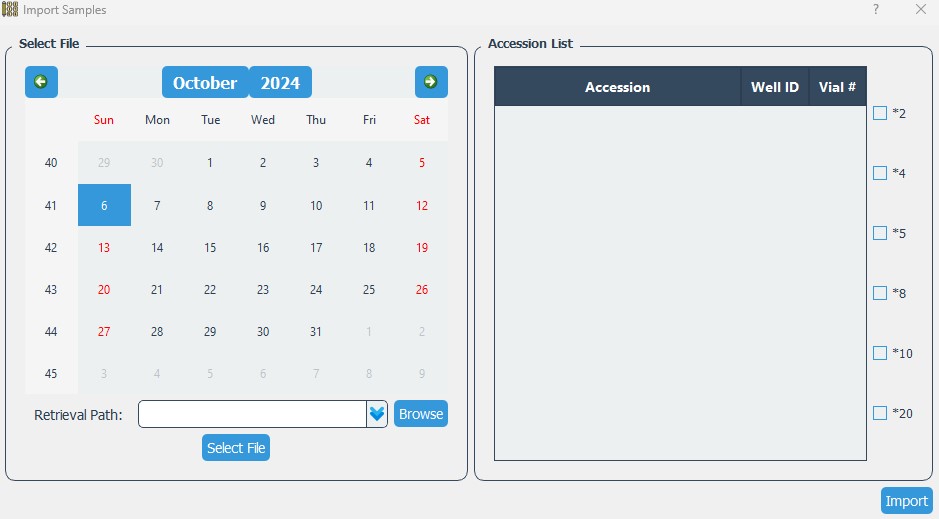 Import Samples ? ×
Select File
October 2024
Sun Mon Tue Wed Thu Fri Sat
40 29 30 1 2 3 4 5
41 6 7 8 9 10 11 12
42 13 14 15 16 17 18 19
43 20 21 22 23 24 25 26
44 27 28 29 30 31 1 2
45 3 4 5 6 7 8 9
Retrieval Path: Browse
Select File
Accession List
Accession Well ID Vial #
*2
*4
*5
*8
*10
*20
Import